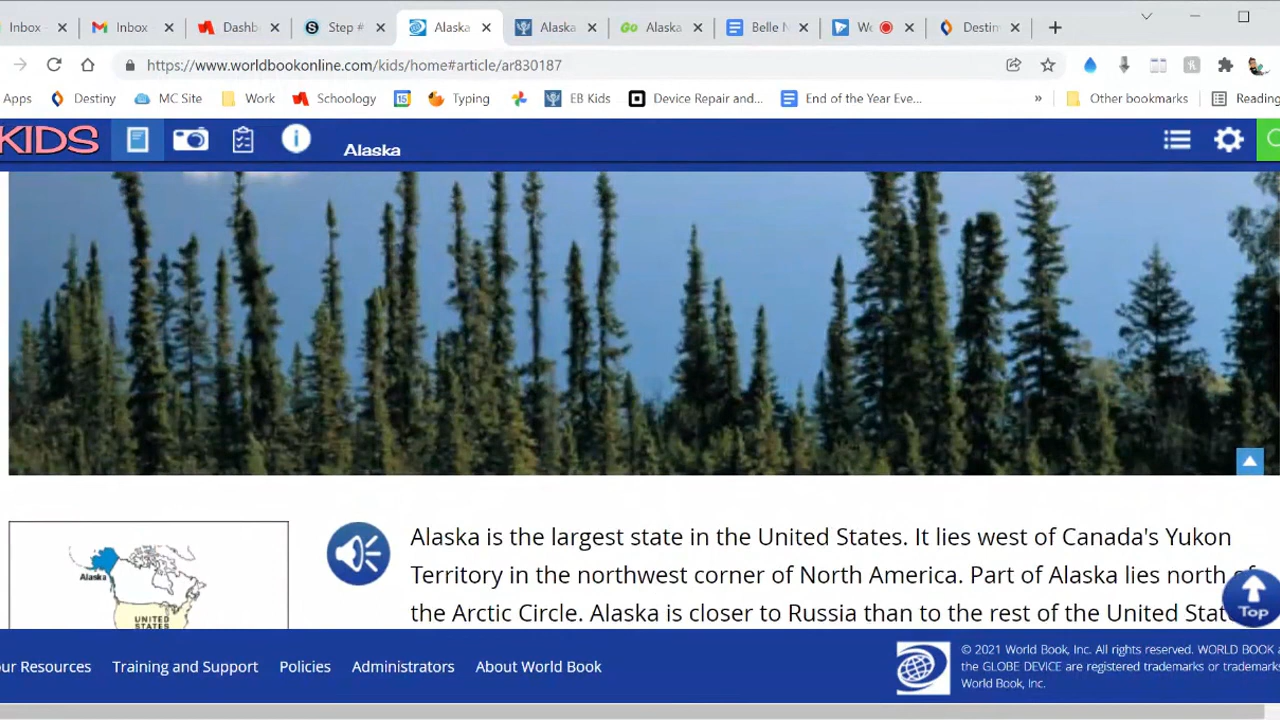 Inbox
Inbox
Dashb
Step #
Alaska
Alaska
Alaska
Belle N
We
Destin
https://www.worldbookonline.com/kids/home#article/ar830187
Apps
Destiny
MC Site
Work
Schoology
15
Typing
EB Kids
Device Repair and...
End of the Year Eve...
»
Other bookmarks
Reading
KIDS
Alaska
Alaska is the largest state in the United States. It lies west of Canada's Yukon
Territory in the northwest corner of North America. Part of Alaska lies north of
the Arctic Circle. Alaska is closer to Russia than to the rest of the United Stat
Alaska
UNITED
STATES
Top
our Resources
Training and Support
Policies
Administrators
About World Book
© 2021 World Book, Inc. All rights reserved. WORLD BOOK a
the GLOBE DEVICE are registered trademarks or trademarks
World Book, Inc.